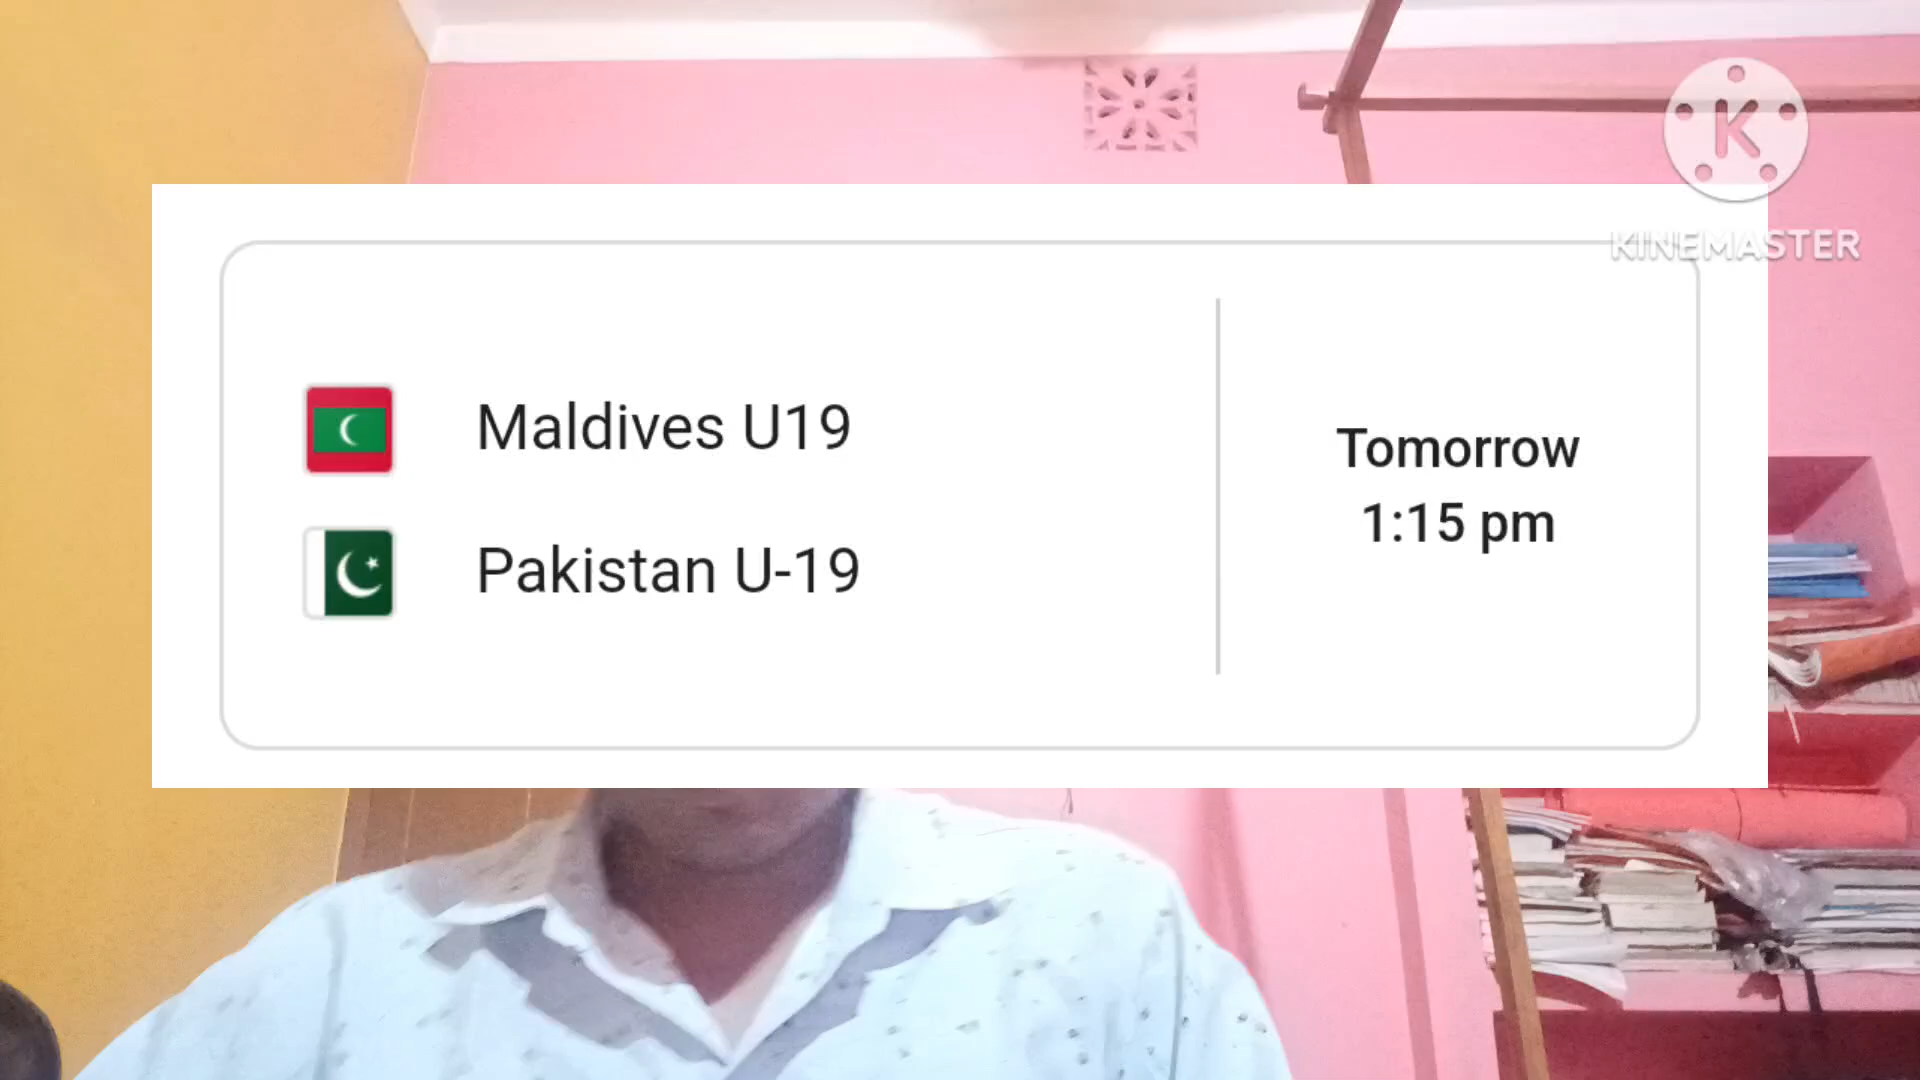 K
KINEMASTER
Maldives U19
Pakistan U-19
Tomorrow
1:15 pm